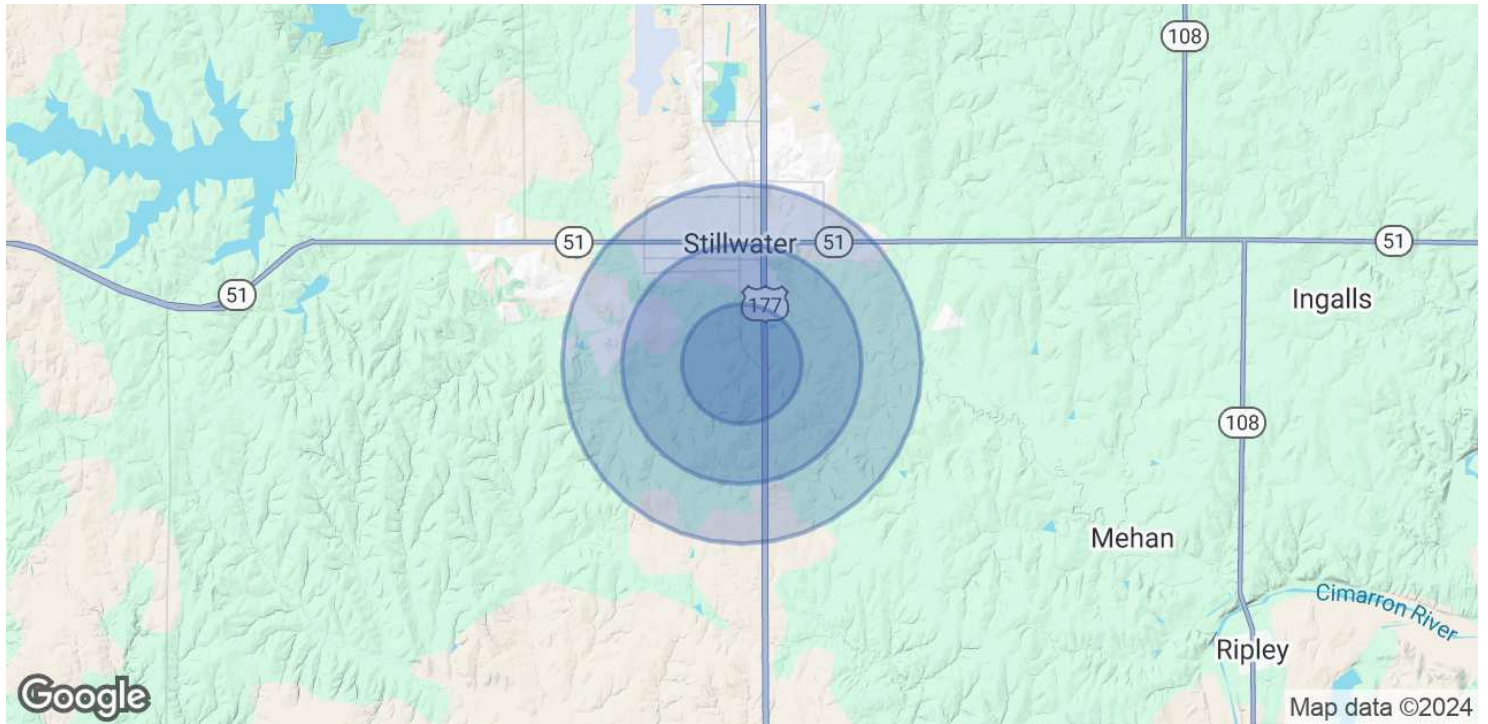 108
51
Stillwater
51
51
51
177
Ingalls
108
Mehan
Cimarron River
Ripley
Google
Map data ©2024